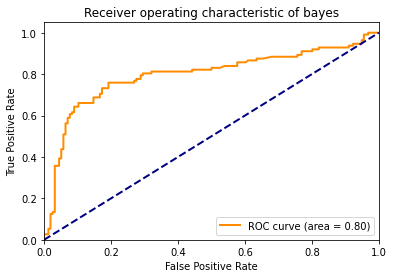 Receiver operating characteristic of bayes
1.0
0.8
0.6
0.4
0.2
0.0
True Positive Rate
ROC curve (area = 0.80)
0.0 0.2 0.4 0.6 0.8 1.0
False Positive Rate